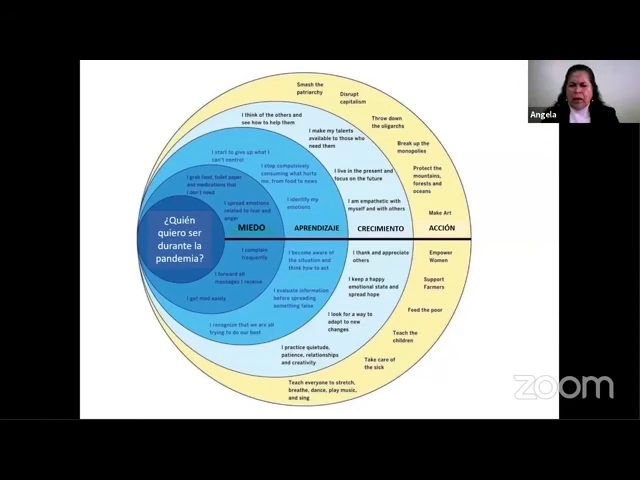 Smash the
patriarchy
Disrupt
capitalism
I think of the others and
see how to help them
Throw down
the oligarchs
I make my talents
available to those who
need them
Break up the
monopolies
I start to give up what I
can't control
I stop compulsively
consuming what hurts
me, from food to news
I live in the present and
focus on the future
Protect the
mountains,
forests and
oceans
I grab food, toilet paper
and medications that
I don't need
I identify my
emotions
I am empathetic with
myself and with others
I spread emotions
related to fear and
anger
Make Art
¿Quién
quiero ser
durante la
pandemia?
MIEDO
APRENDIZAJE
CRECIMIENTO
ACCIÓN
I complain
frequently
I become aware of
the situation and
think how to act
I thank and appreciate
others
Empower
Women
I forward all
messages I receive
I keep a happy
emotional state and
spread hope
Support
Farmers
I get mad easily
I evaluate information
before spreading
something false
I look for a way to
adapt to new
changes
Feed the poor
I recognize that we are all
trying to do our best
Teach the
children
I practice quietude,
patience, relationships
and creativity
Take care of
the sick
Teach everyone to stretch,
breathe, dance, play music,
and sing
Angela
zoom